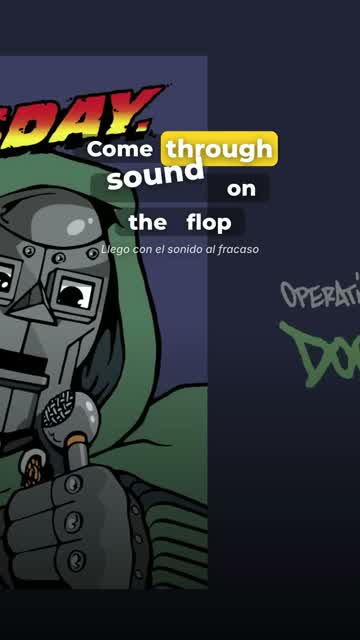 SDAY.
Come through
sound on
the flop
Llego con el sonido al fracaso
OPERATI
DOO